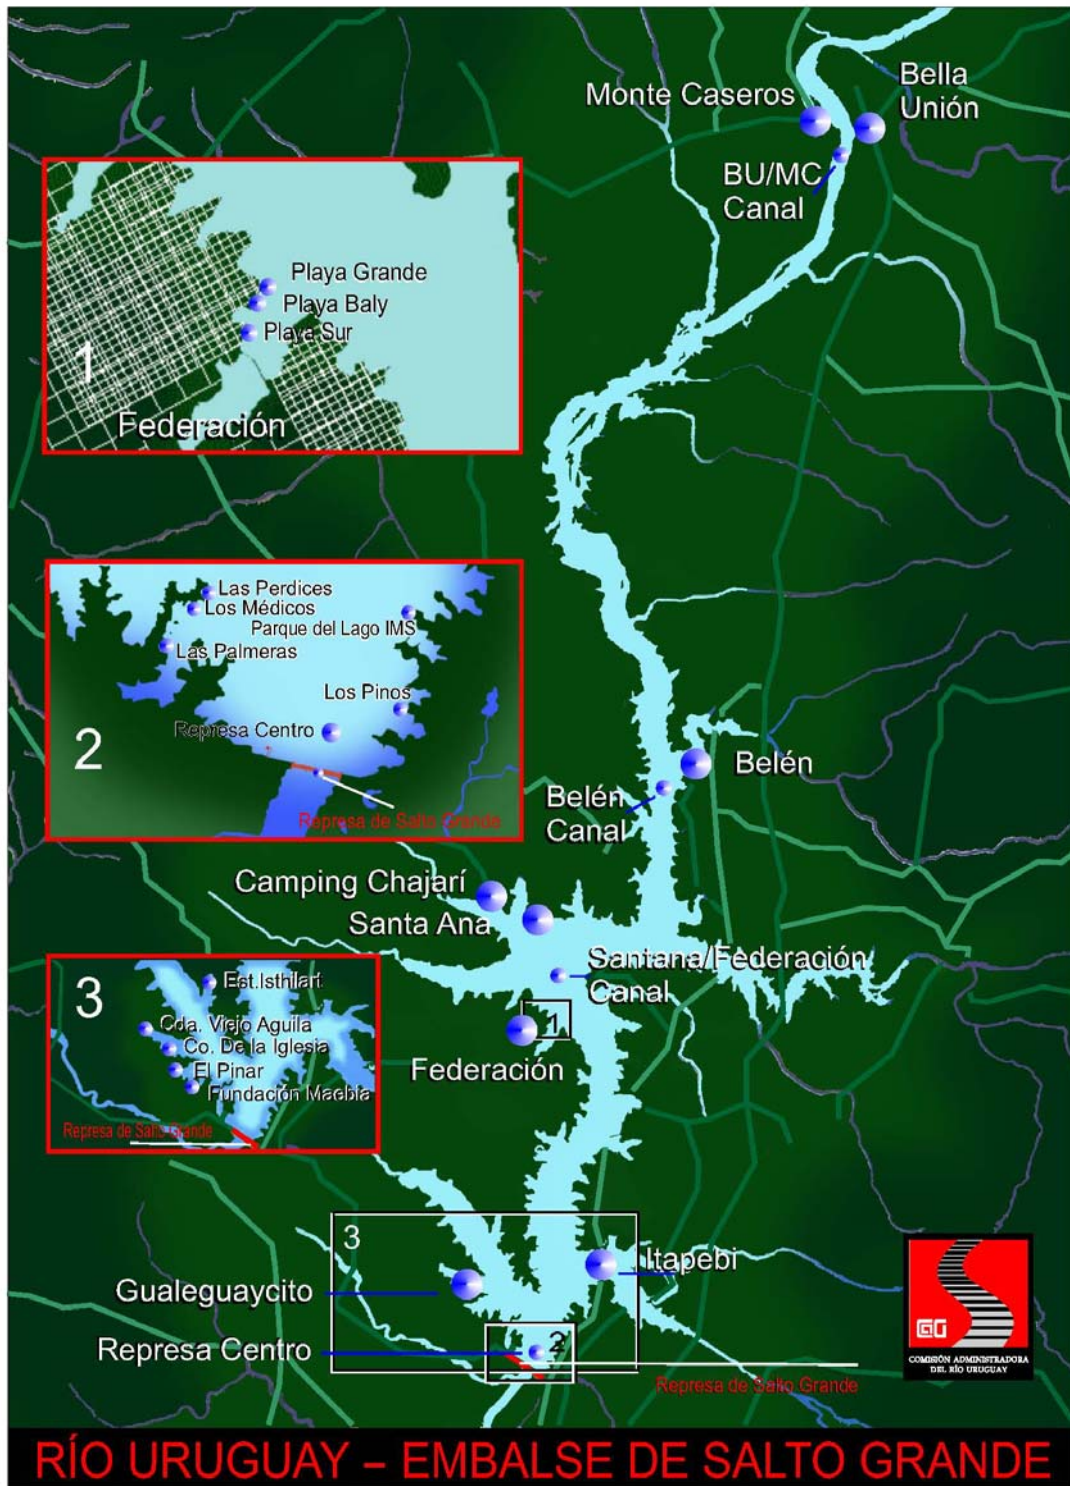 Monte Caseros
Bella
Unión
BU/MC
Canal
Playa Grande
Playa Baly
Playa Sur
1
Federación
Las Perdices
Los Médicos
Parque del Lago IMS
Las Palmeras
Los Pinos
Represa Centro
2
Represa de Salto Grande
Belén
Belén
Canal
Camping Chajarí
Santa Ana
Santana/Federación
Canal
1
Federación
3
Est.Isthilart
Cda. Viejo Aguila
Co. De la Iglesia
El Pinar
Fundación Maebia
Represa de Salto Grande
3
Itapebi
Gualeguaycito
Represa Centro
2
Represa de Salto Grande
COMISIÓN ADMINISTRADORA
DEL RÍO URUGUAY
RÍO URUGUAY – EMBALSE DE SALTO GRANDE